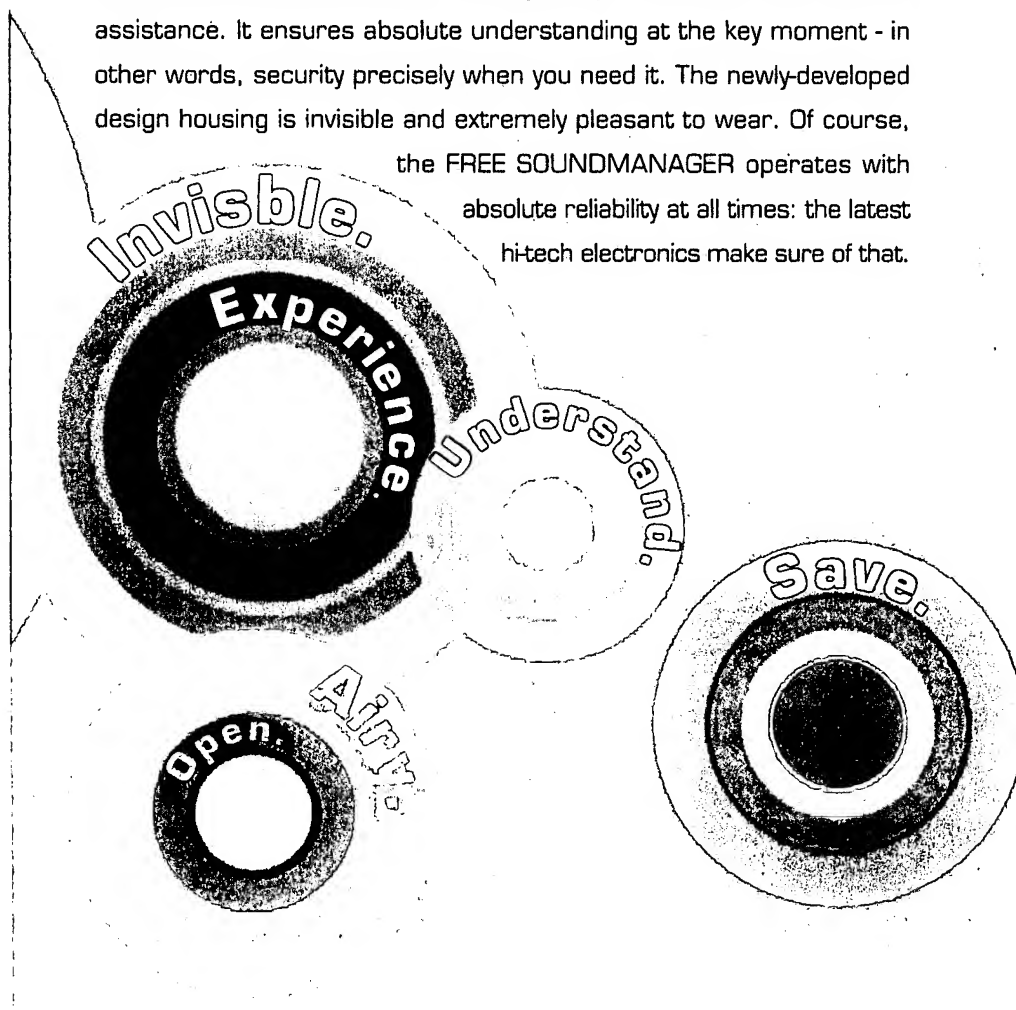 assistance. It ensures absolute understanding at the key moment - in
other words, security precisely when you need it. The newly-developed
design housing is invisible and extremely pleasant to wear. Of course,
the FREE SOUNDMANAGER operates with
absolute reliability at all times: the latest
hi-tech electronics make sure of that.
Invisble.
Experience.
Understand.
Save.
Open.
Airy.